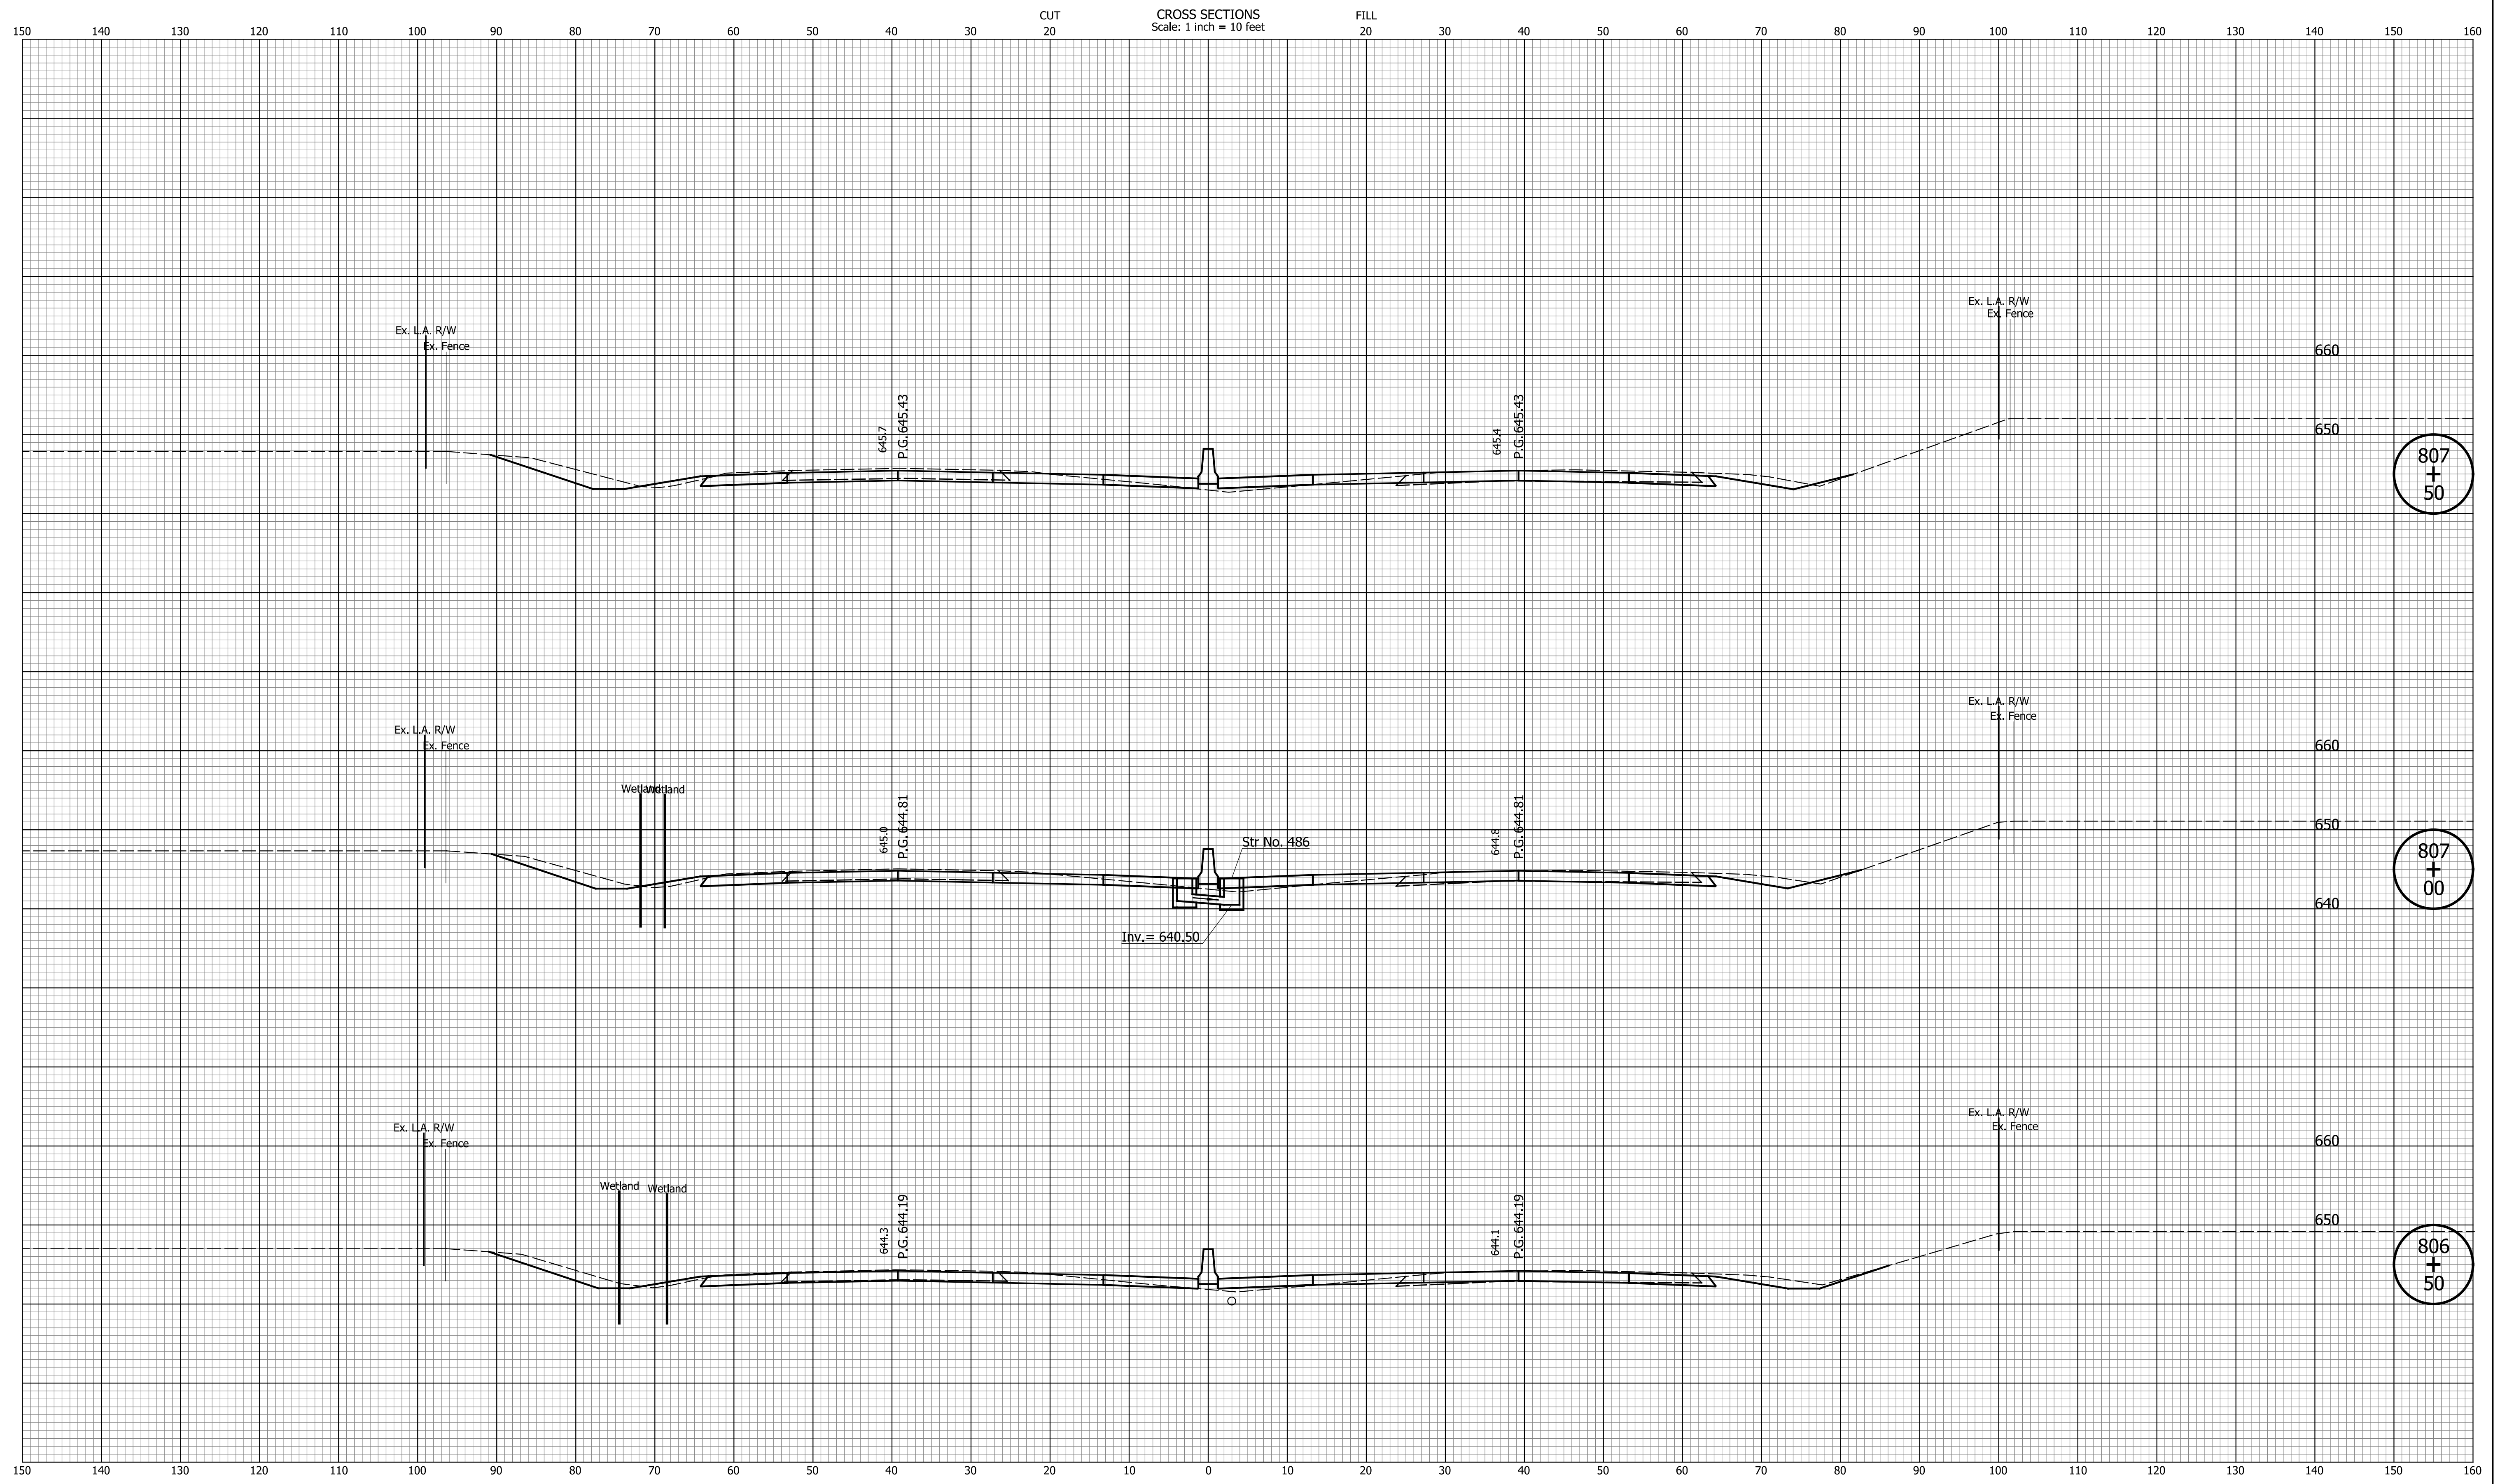 CUT CROSS SECTIONS FILL
Scale: 1 inch = 10 feet
150 140 130 120 110 100 90 80 70 60 50 40 30 20 20 30 40 50 60 70 80 90 100 110 120 130 140 150 160
Ex. L.A. R/W
Ex. Fence
Ex. L.A. R/W
Ex. Fence
660
645.7
P.G. 645.43
645.4
P.G. 645.43
650
807
+
50
Ex. L.A. R/W
Ex. Fence
Ex. L.A. R/W
Ex. Fence
660
Wetland
Wetland
645.0
P.G. 644.81
Str No. 486
644.8
P.G. 644.81
650
807
+
00
640
Inv.= 640.50
Ex. L.A. R/W
Ex. Fence
Ex. L.A. R/W
Ex. Fence
660
Wetland
Wetland
644.3
P.G. 644.19
644.1
P.G. 644.19
650
806
+
50
150 140 130 120 110 100 90 80 70 60 50 40 30 20 10 0 10 20 30 40 50 60 70 80 90 100 110 120 130 140 150 160